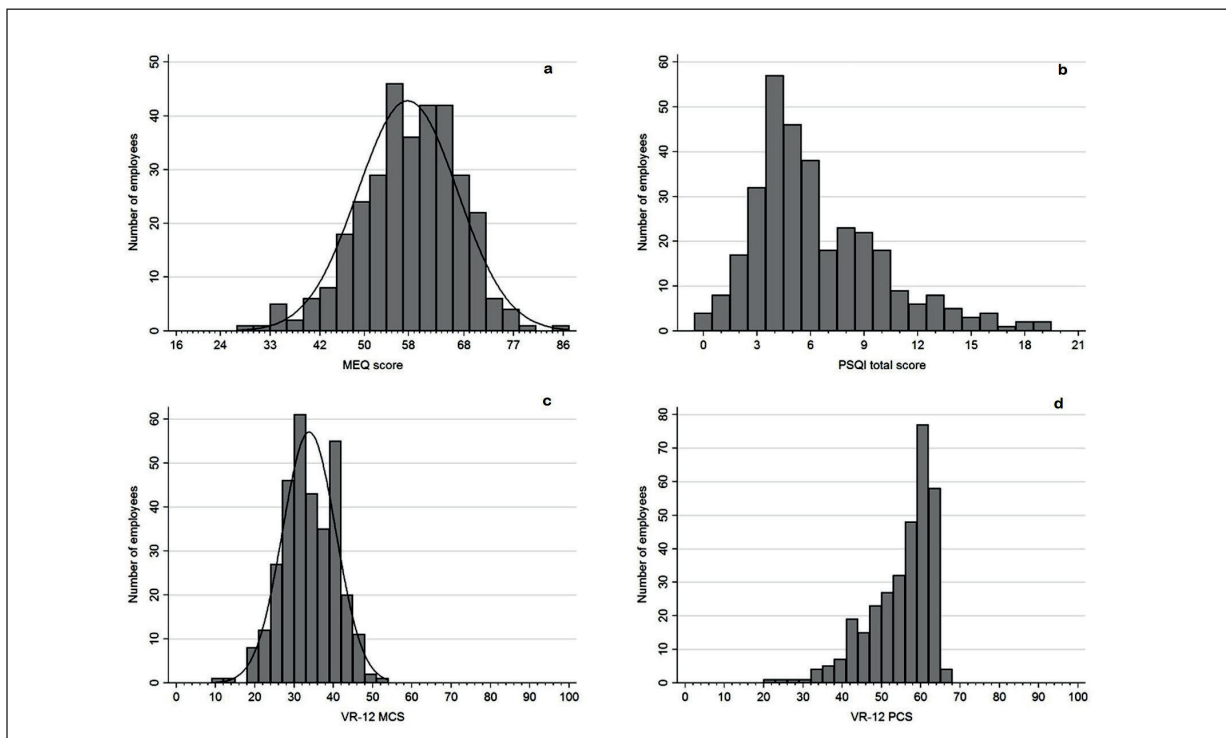 a
50
40
30
20
10
0
Number of employees
16 24 33 42 50 58 68 77 86
MEQ score
b
60
50
40
30
20
10
0
Number of employees
0 3 6 9 12 15 18 21
PSQI total score
c
60
50
40
30
20
10
0
Number of employees
0 10 20 30 40 50 60 70 80 90 100
VR-12 MCS
d
80
70
60
50
40
30
20
10
0
Number of employees
0 10 20 30 40 50 60 70 80 90 100
VR-12 PCS